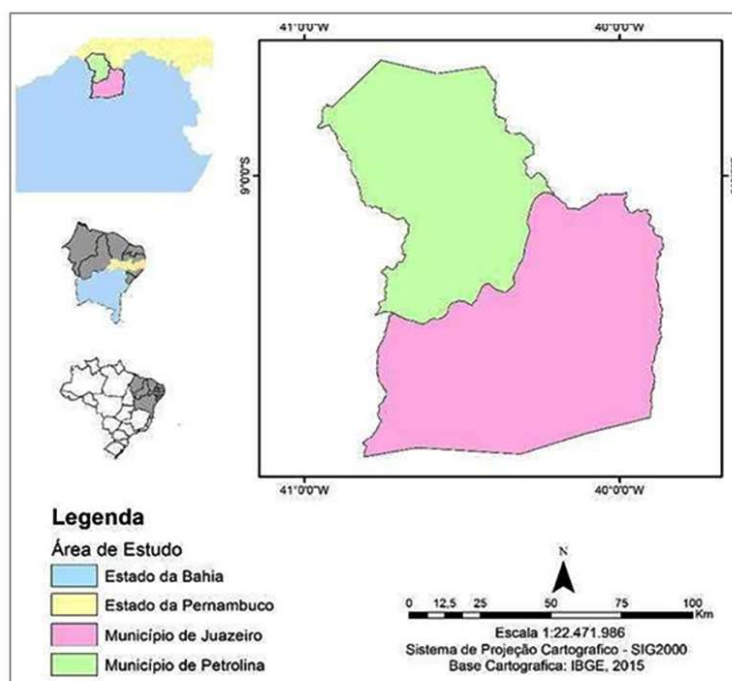 41°0'0"W 40°0'0"W
9°0'0"S
41°0'0"W 40°0'0"W
Legenda
Área de Estudo
Estado da Bahia
Estado da Pernambuco
Município de Juazeiro
Município de Petrolina
N
0 12,5 25 50 75 100
Km
Escala 1:22.471.986
Sistema de Projeção Cartografico - SIG2000
Base Cartografica: IBGE, 2015